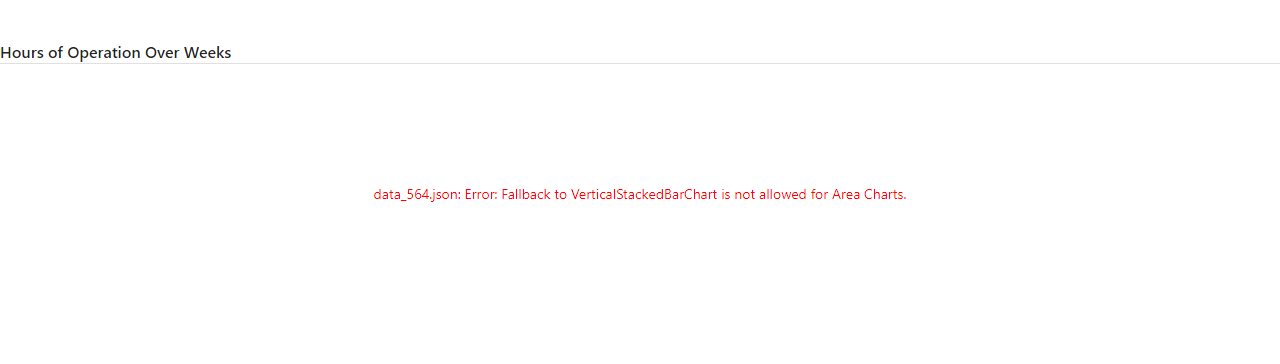 Hours of Operation Over Weeks
data_564.json: Error: Fallback to VerticalStackedBarChart is not allowed for Area Charts.